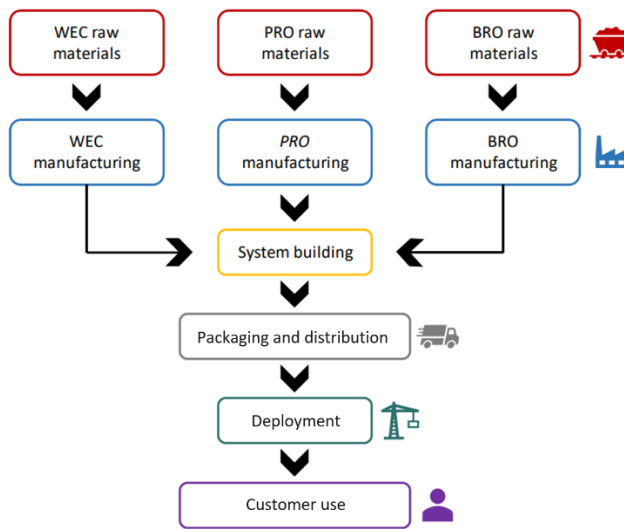 WEC raw
materials
PRO raw
materials
BRO raw
materials
WEC
manufacturing
PRO
manufacturing
BRO
manufacturing
System building
Packaging and distribution
Deployment
Customer use